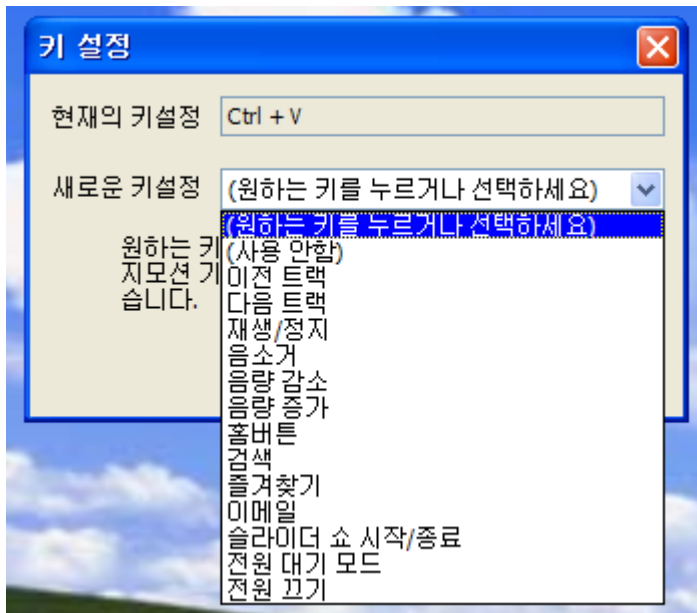 키 설정
현재의 키설정 Ctrl + V
새로운 키설정 (원하는 키를 누르거나 선택하세요)
(원하는 키를 누르거나 선택하세요)
원하는 키
지모션 기
습니다.
(사용 안함)
이전 트랙
다음 트랙
재생/정지
음소거
음량 감소
음량 증가
홈버튼
검색
즐겨찾기
이메일
슬라이더 쇼 시작/종료
전원 대기 모드
전원 끄기